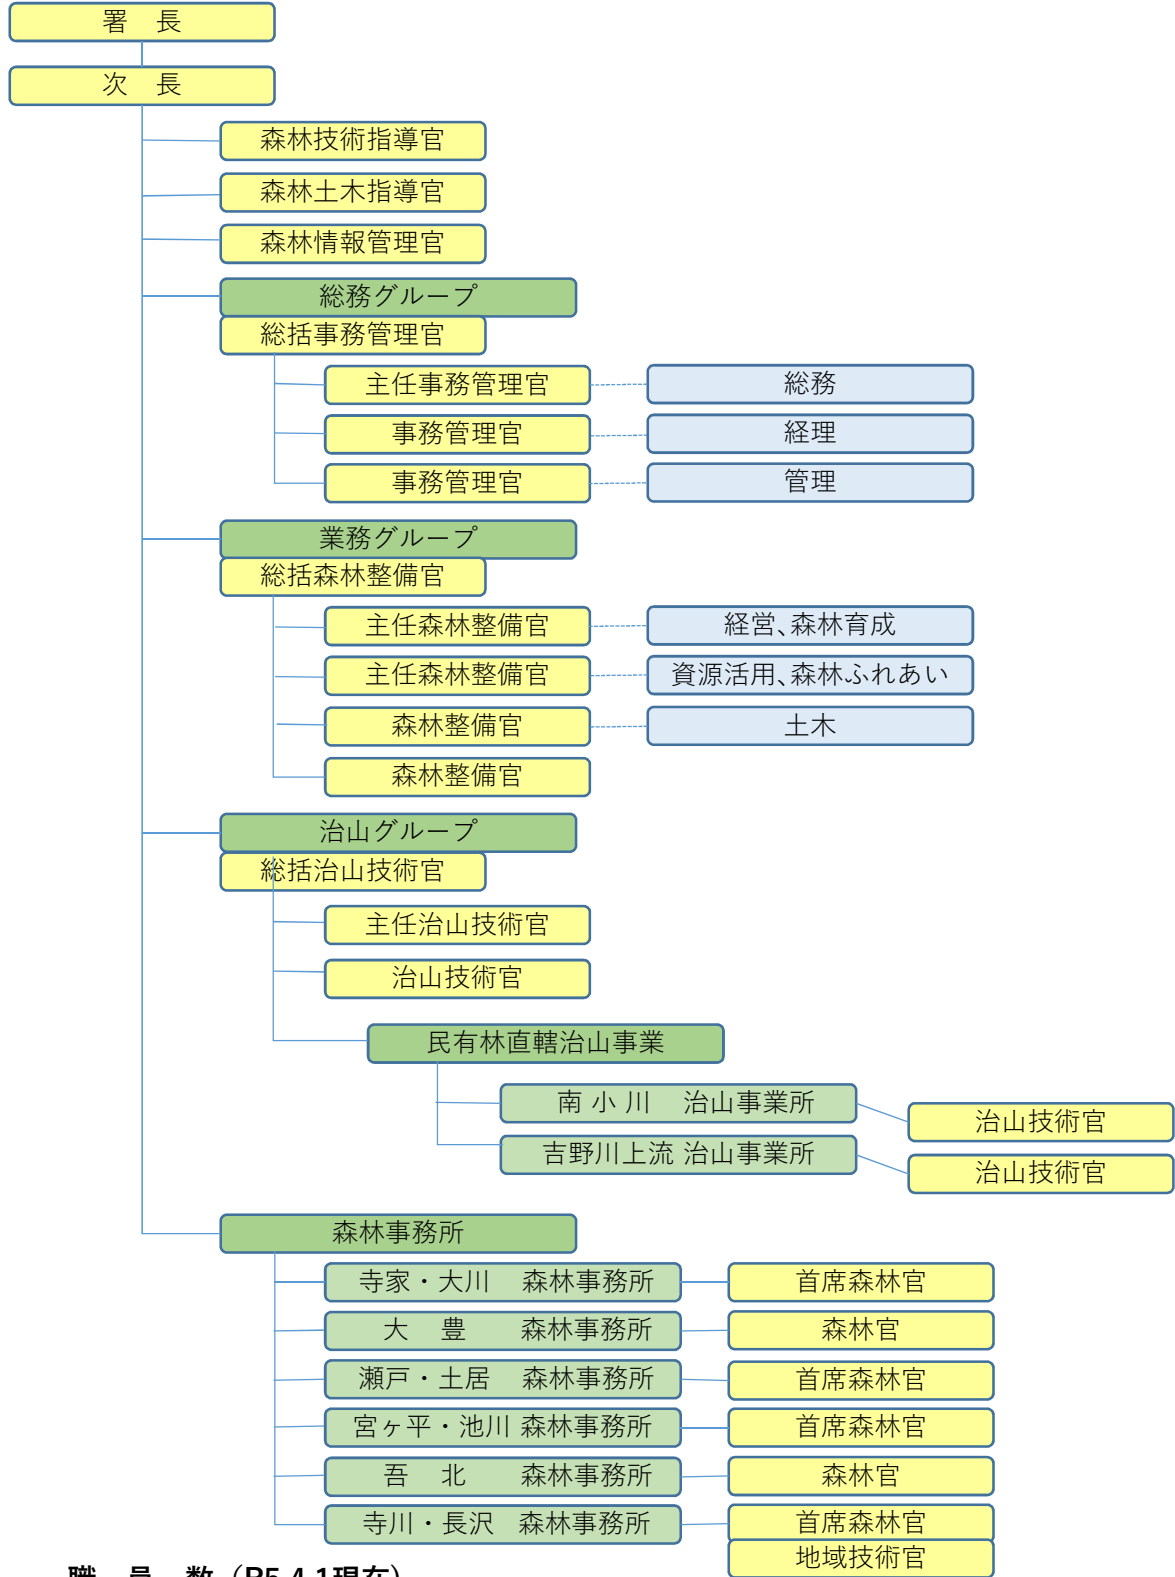 署　長
次　長
森林技術指導官
森林土木指導官
森林情報管理官
総務グループ
総括事務管理官
主任事務管理官 総務
事務管理官 経理
事務管理官 管理
業務グループ
総括森林整備官
主任森林整備官 経営、森林育成
主任森林整備官 資源活用、森林ふれあい
森林整備官 土木
森林整備官
治山グループ
総括治山技術官
主任治山技術官
治山技術官
民有林直轄治山事業
南 小 川　治山事業所 治山技術官
吉野川上流 治山事業所 治山技術官
森林事務所
寺家・大川　森林事務所 首席森林官
大　豊　　森林事務所 森林官
瀬戸・土居　森林事務所 首席森林官
宮ヶ平・池川 森林事務所 首席森林官
吾　北　　森林事務所 森林官
寺川・長沢　森林事務所 首席森林官
地域技術官
職　員　数（R5.4.1現在）